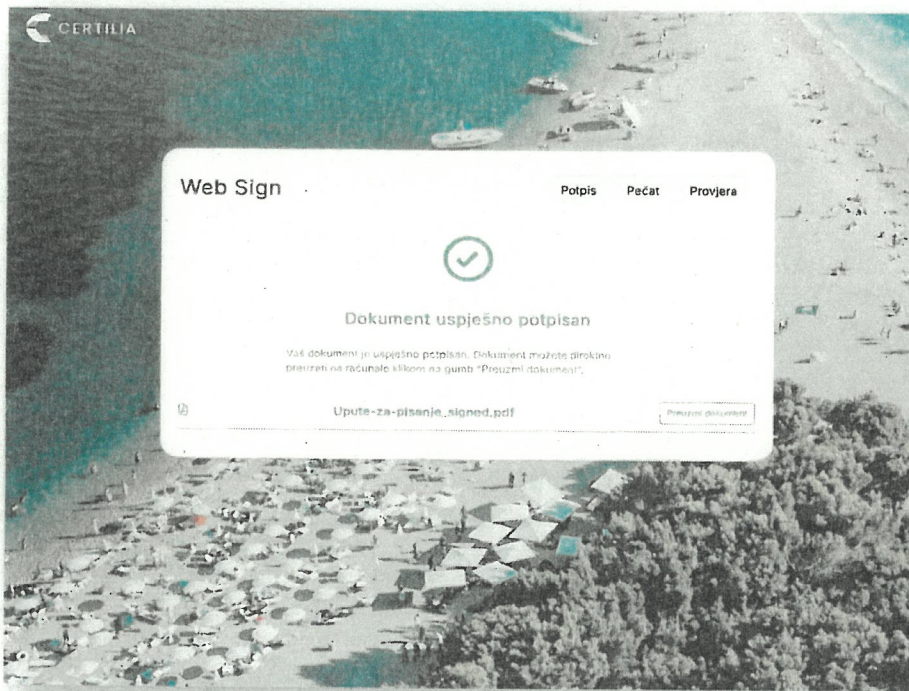 CERTILIA
Web Sign
Potpis Pečat Provjera
Dokument uspješno potpisan
Vaš dokument je uspješno potpisan. Dokument možete direktno
preuzeti na računalo klikom na gumb "Preuzmi dokument".
Upute-za-pisanje_signed.pdf
Preuzmi dokument